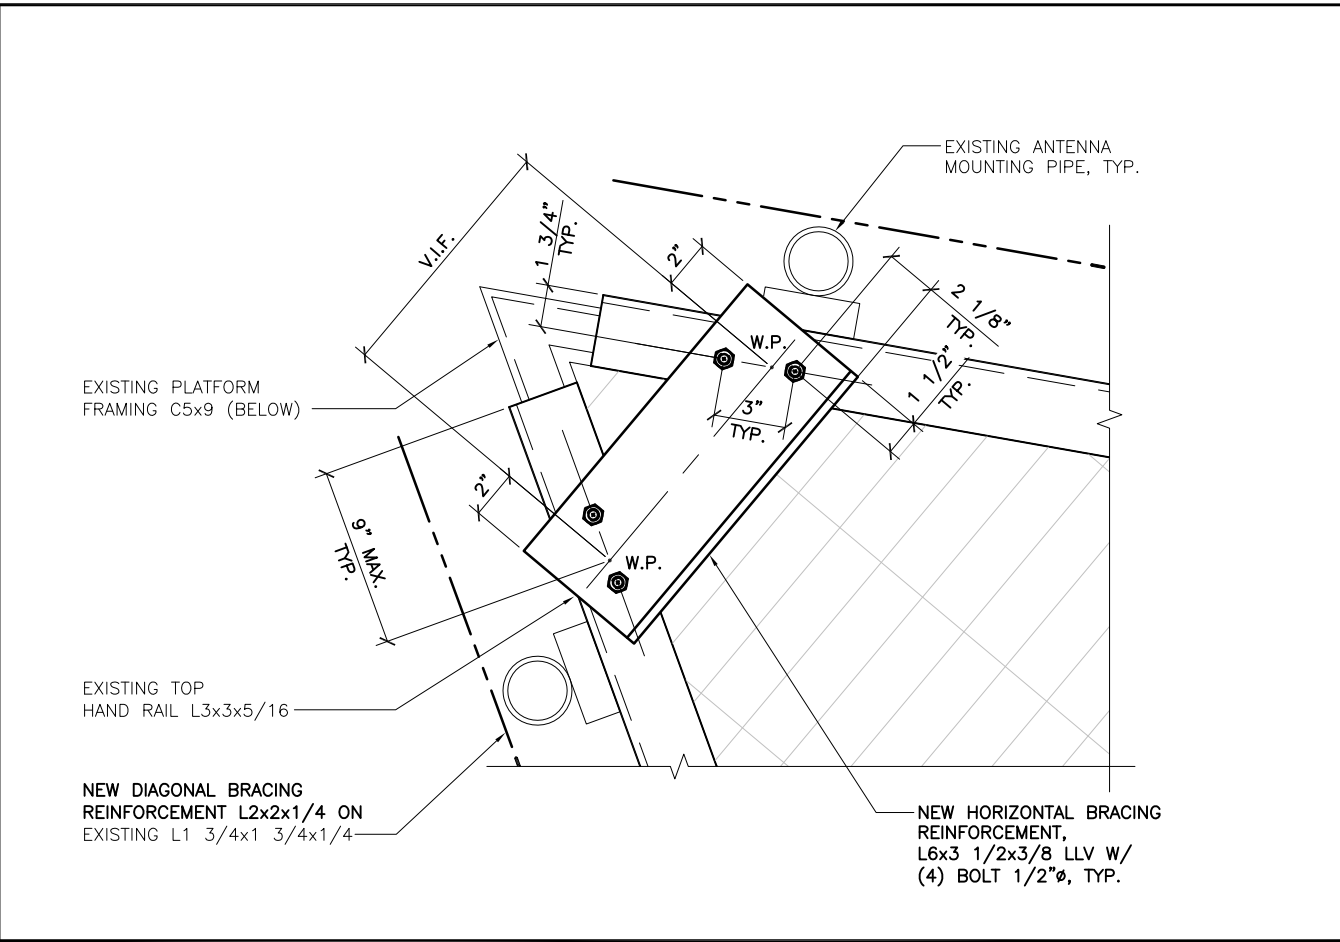 EXISTING ANTENNA
MOUNTING PIPE, TYP.
V.I.F.
1 3/4"
TYP.
2"
2 1/8"
TYP.
W.P.
1 1/2"
TYP.
3"
TYP.
EXISTING PLATFORM
FRAMING C5x9 (BELOW)
2"
9" MAX.
TYP.
W.P.
EXISTING TOP
HAND RAIL L3x3x5/16
NEW DIAGONAL BRACING
REINFORCEMENT L2x2x1/4 ON
EXISTING L1 3/4x1 3/4x1/4
NEW HORIZONTAL BRACING
REINFORCEMENT,
L6x3 1/2x3/8 LLV W/
(4) BOLT 1/2"ø, TYP.